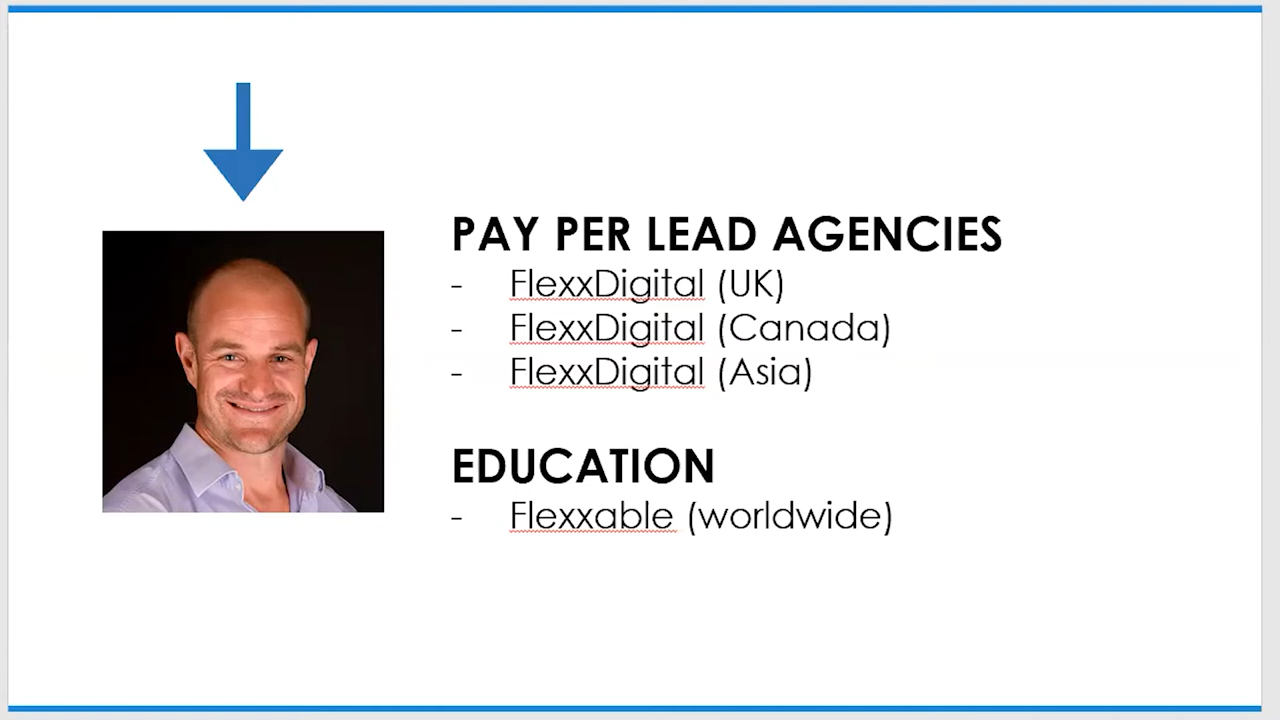 PAY PER LEAD AGENCIES
- FlexxDigital (UK)
- FlexxDigital (Canada)
- FlexxDigital (Asia)
EDUCATION
- Flexxable (worldwide)